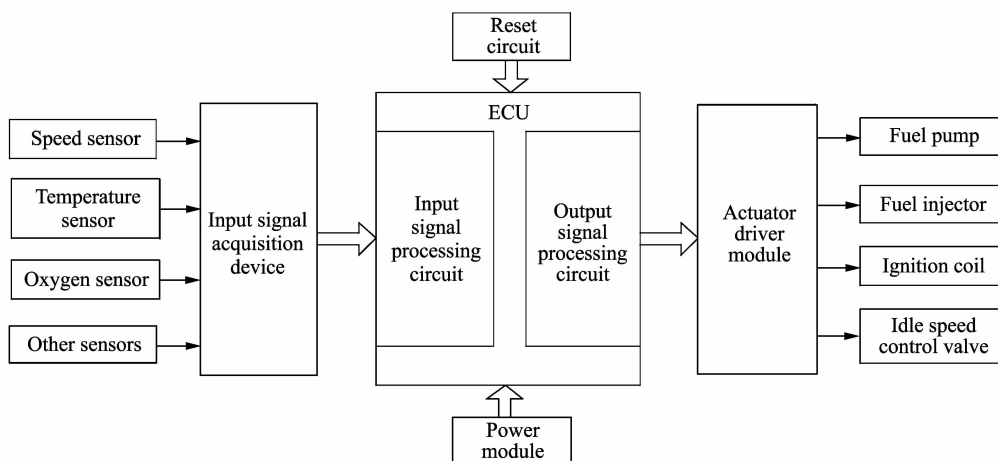 Reset
circuit
ECU
Speed sensor
Temperature
sensor
Oxygen sensor
Other sensors
Input signal
acquisition
device
Input
signal
processing
circuit
Output
signal
processing
circuit
Actuator
driver
module
Fuel pump
Fuel injector
Ignition coil
Idle speed
control valve
Power
module